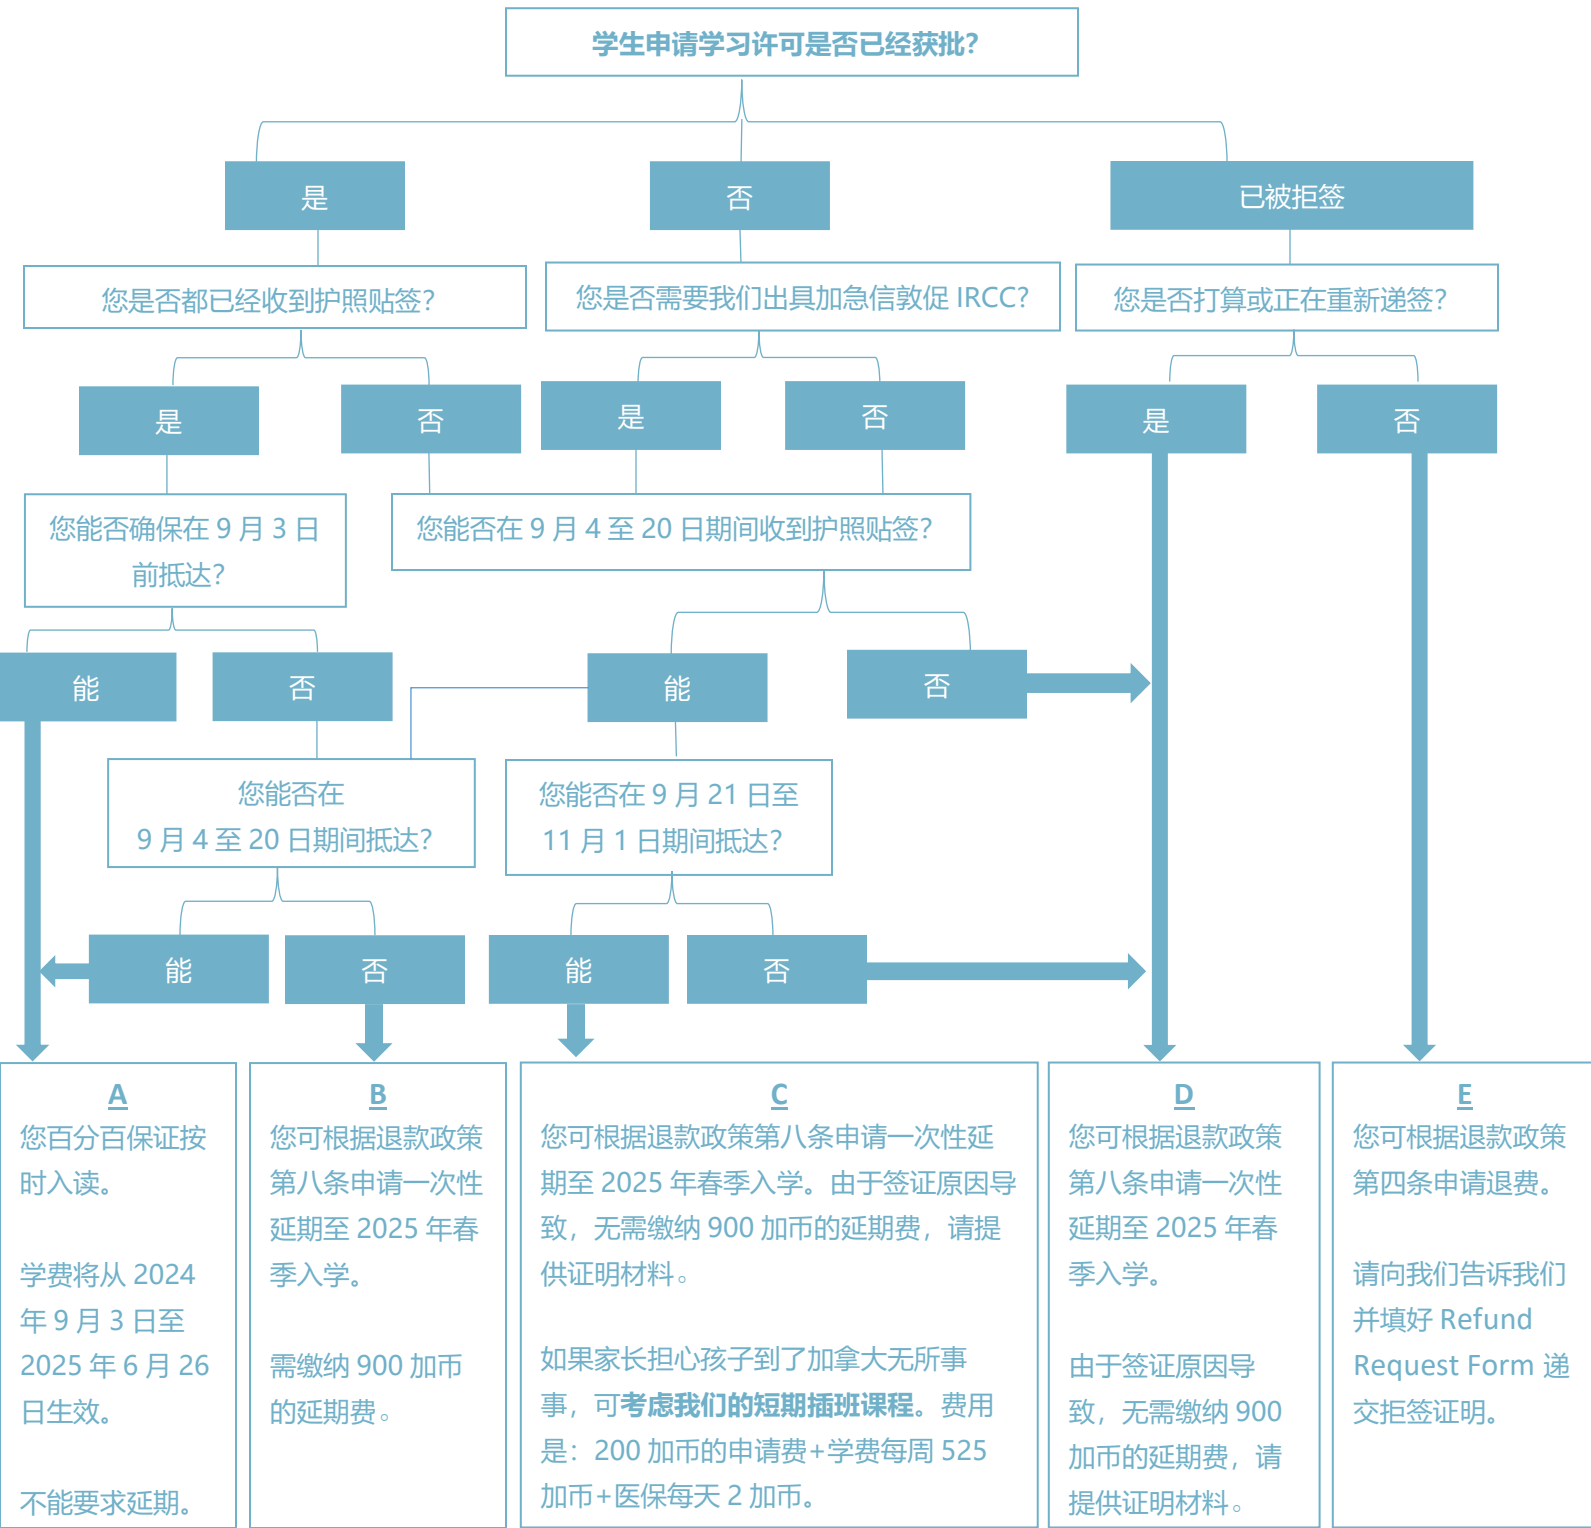 学生申请学习许可是否已经获批？
是
否
已被拒签
您是否都已经收到护照贴签？
您是否需要我们出具加急信敦促 IRCC？
您是否打算或正在重新递签？
是
否
是
否
是
否
您能否确保在 9 月 3 日
前抵达？
您能否在 9 月 4 至 20 日期间收到护照贴签？
能
否
能
否
您能否在
9 月 4 至 20 日期间抵达？
您能否在 9 月 21 日至
11 月 1 日期间抵达？
能
否
能
否
A
您百分百保证按
时入读。
学费将从 2024
年 9 月 3 日至
2025 年 6 月 26
日生效。
不能要求延期。
B
您可根据退款政策
第八条申请一次性
延期至 2025 年春
季入学。
需缴纳 900 加币
的延期费。
C
您可根据退款政策第八条申请一次性延
期至 2025 年春季入学。由于签证原因导
致，无需缴纳 900 加币的延期费，请提
供证明材料。
如果家长担心孩子到了加拿大无所事
事，可考虑我们的短期插班课程。费用
是：200 加币的申请费+学费每周 525
加币+医保每天 2 加币。
D
您可根据退款政策
第八条申请一次性
延期至 2025 年春
季入学。
由于签证原因导
致，无需缴纳 900
加币的延期费，请
提供证明材料。
E
您可根据退款政策
第四条申请退费。
请向我们告诉我们
并填好 Refund
Request Form 递
交拒签证明。